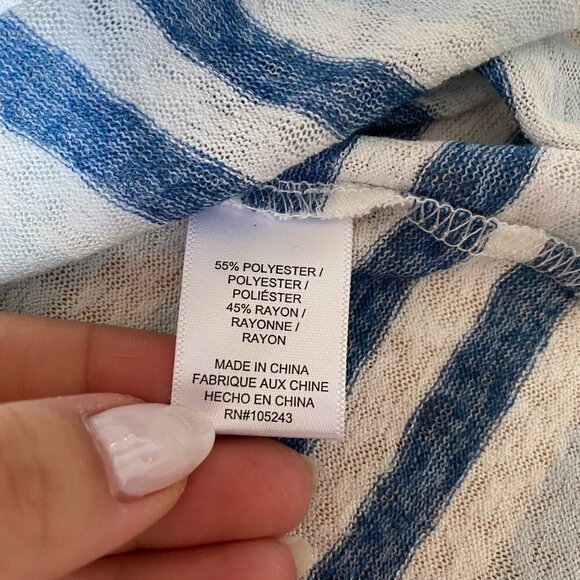 55% POLYESTER /
POLYESTER /
POLIÉSTER
45% RAYON /
RAYONNE /
RAYON
MADE IN CHINA
FABRIQUE AUX CHINE
HECHO EN CHINA
RN#105243